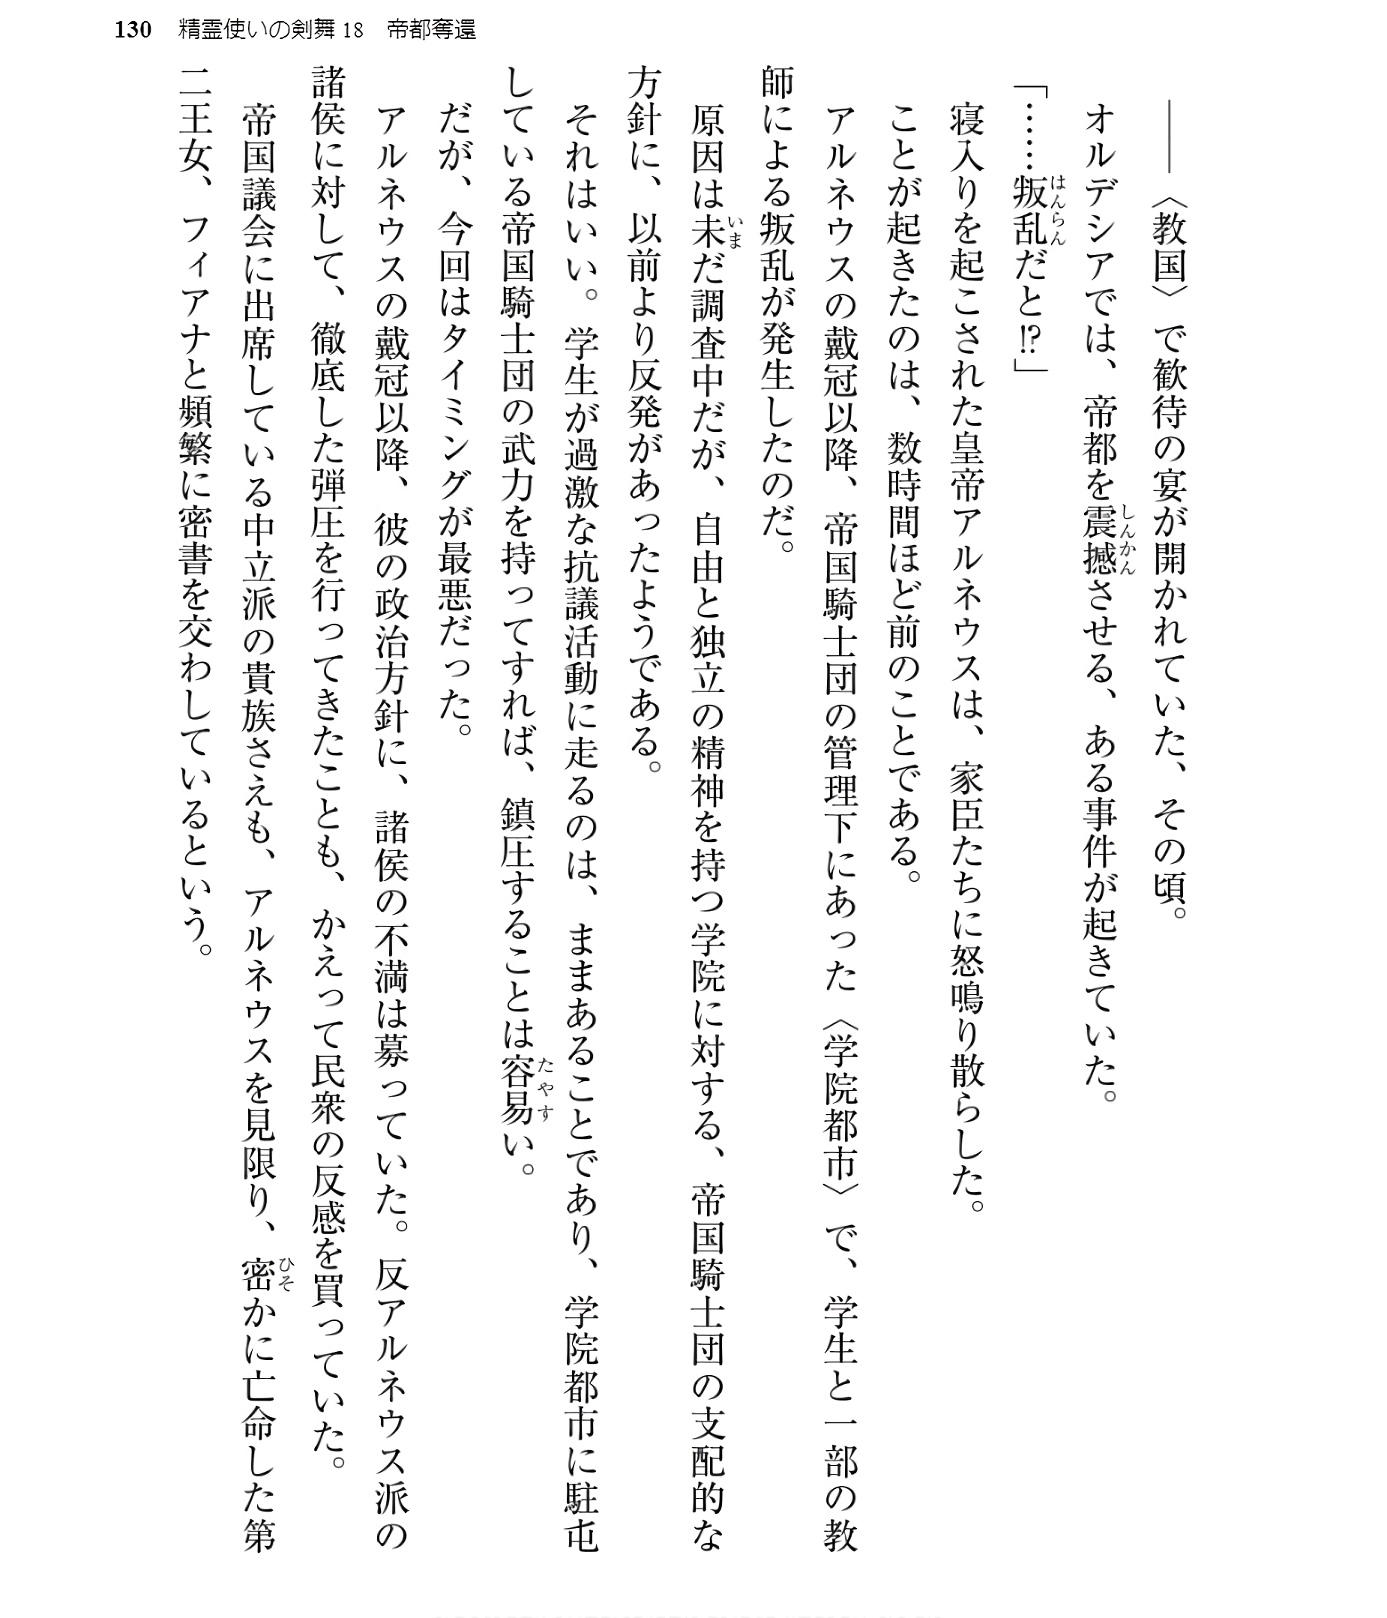 130 精霊使いの剣舞18 帝都奪還
――〈教国〉で歓待の宴が開かれていた、その頃。
オルデシアでは、帝都を震撼させる、ある事件が起きていた。
「……叛乱だと!?」
寝入りを起こされた皇帝アルネウスは、家臣たちに怒鳴り散らした。
ことが起きたのは、数時間ほど前のことである。
アルネウスの戴冠以降、帝国騎士団の管理下にあった〈学院都市〉で、学生と一部の教
師による叛乱が発生したのだ。
原因は未だ調査中だが、自由と独立の精神を持つ学院に対する、帝国騎士団の支配的な
方針に、以前より反発があったようである。
それはいい。学生が過激な抗議活動に走るのは、ままあることであり、学院都市に駐屯
している帝国騎士団の武力を持ってすれば、鎮圧することは容易い。
だが、今回はタイミングが最悪だった。
アルネウスの戴冠以降、彼の政治方針に、諸侯の不満は募っていた。反アルネウス派の
諸侯に対して、徹底した弾圧を行ってきたことも、かえって民衆の反感を買っていた。
帝国議会に出席している中立派の貴族さえも、アルネウスを見限り、密かに亡命した第
二王女、フィアナと頻繁に密書を交わしているという。